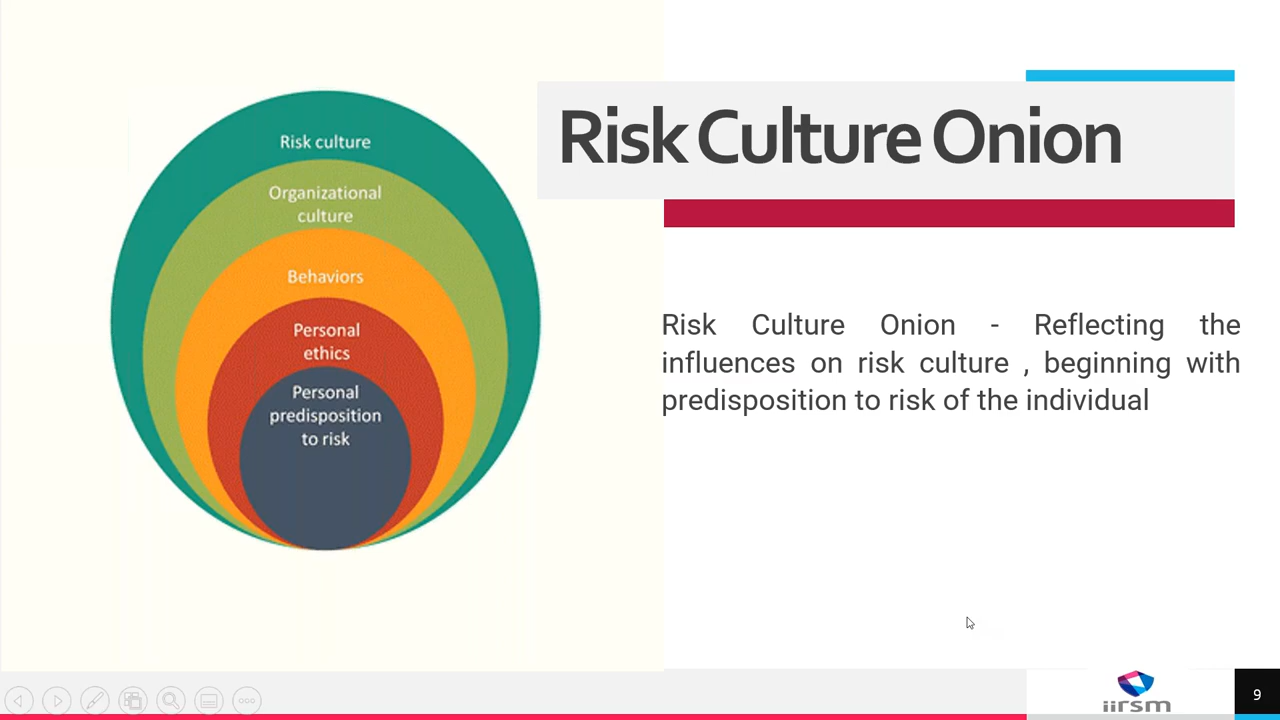 Risk Culture Onion
Risk culture
Organizational
culture
Behaviors
Personal
ethics
Personal
predisposition
to risk
Risk Culture Onion - Reflecting the
influences on risk culture , beginning with
predisposition to risk of the individual
iirsm
9